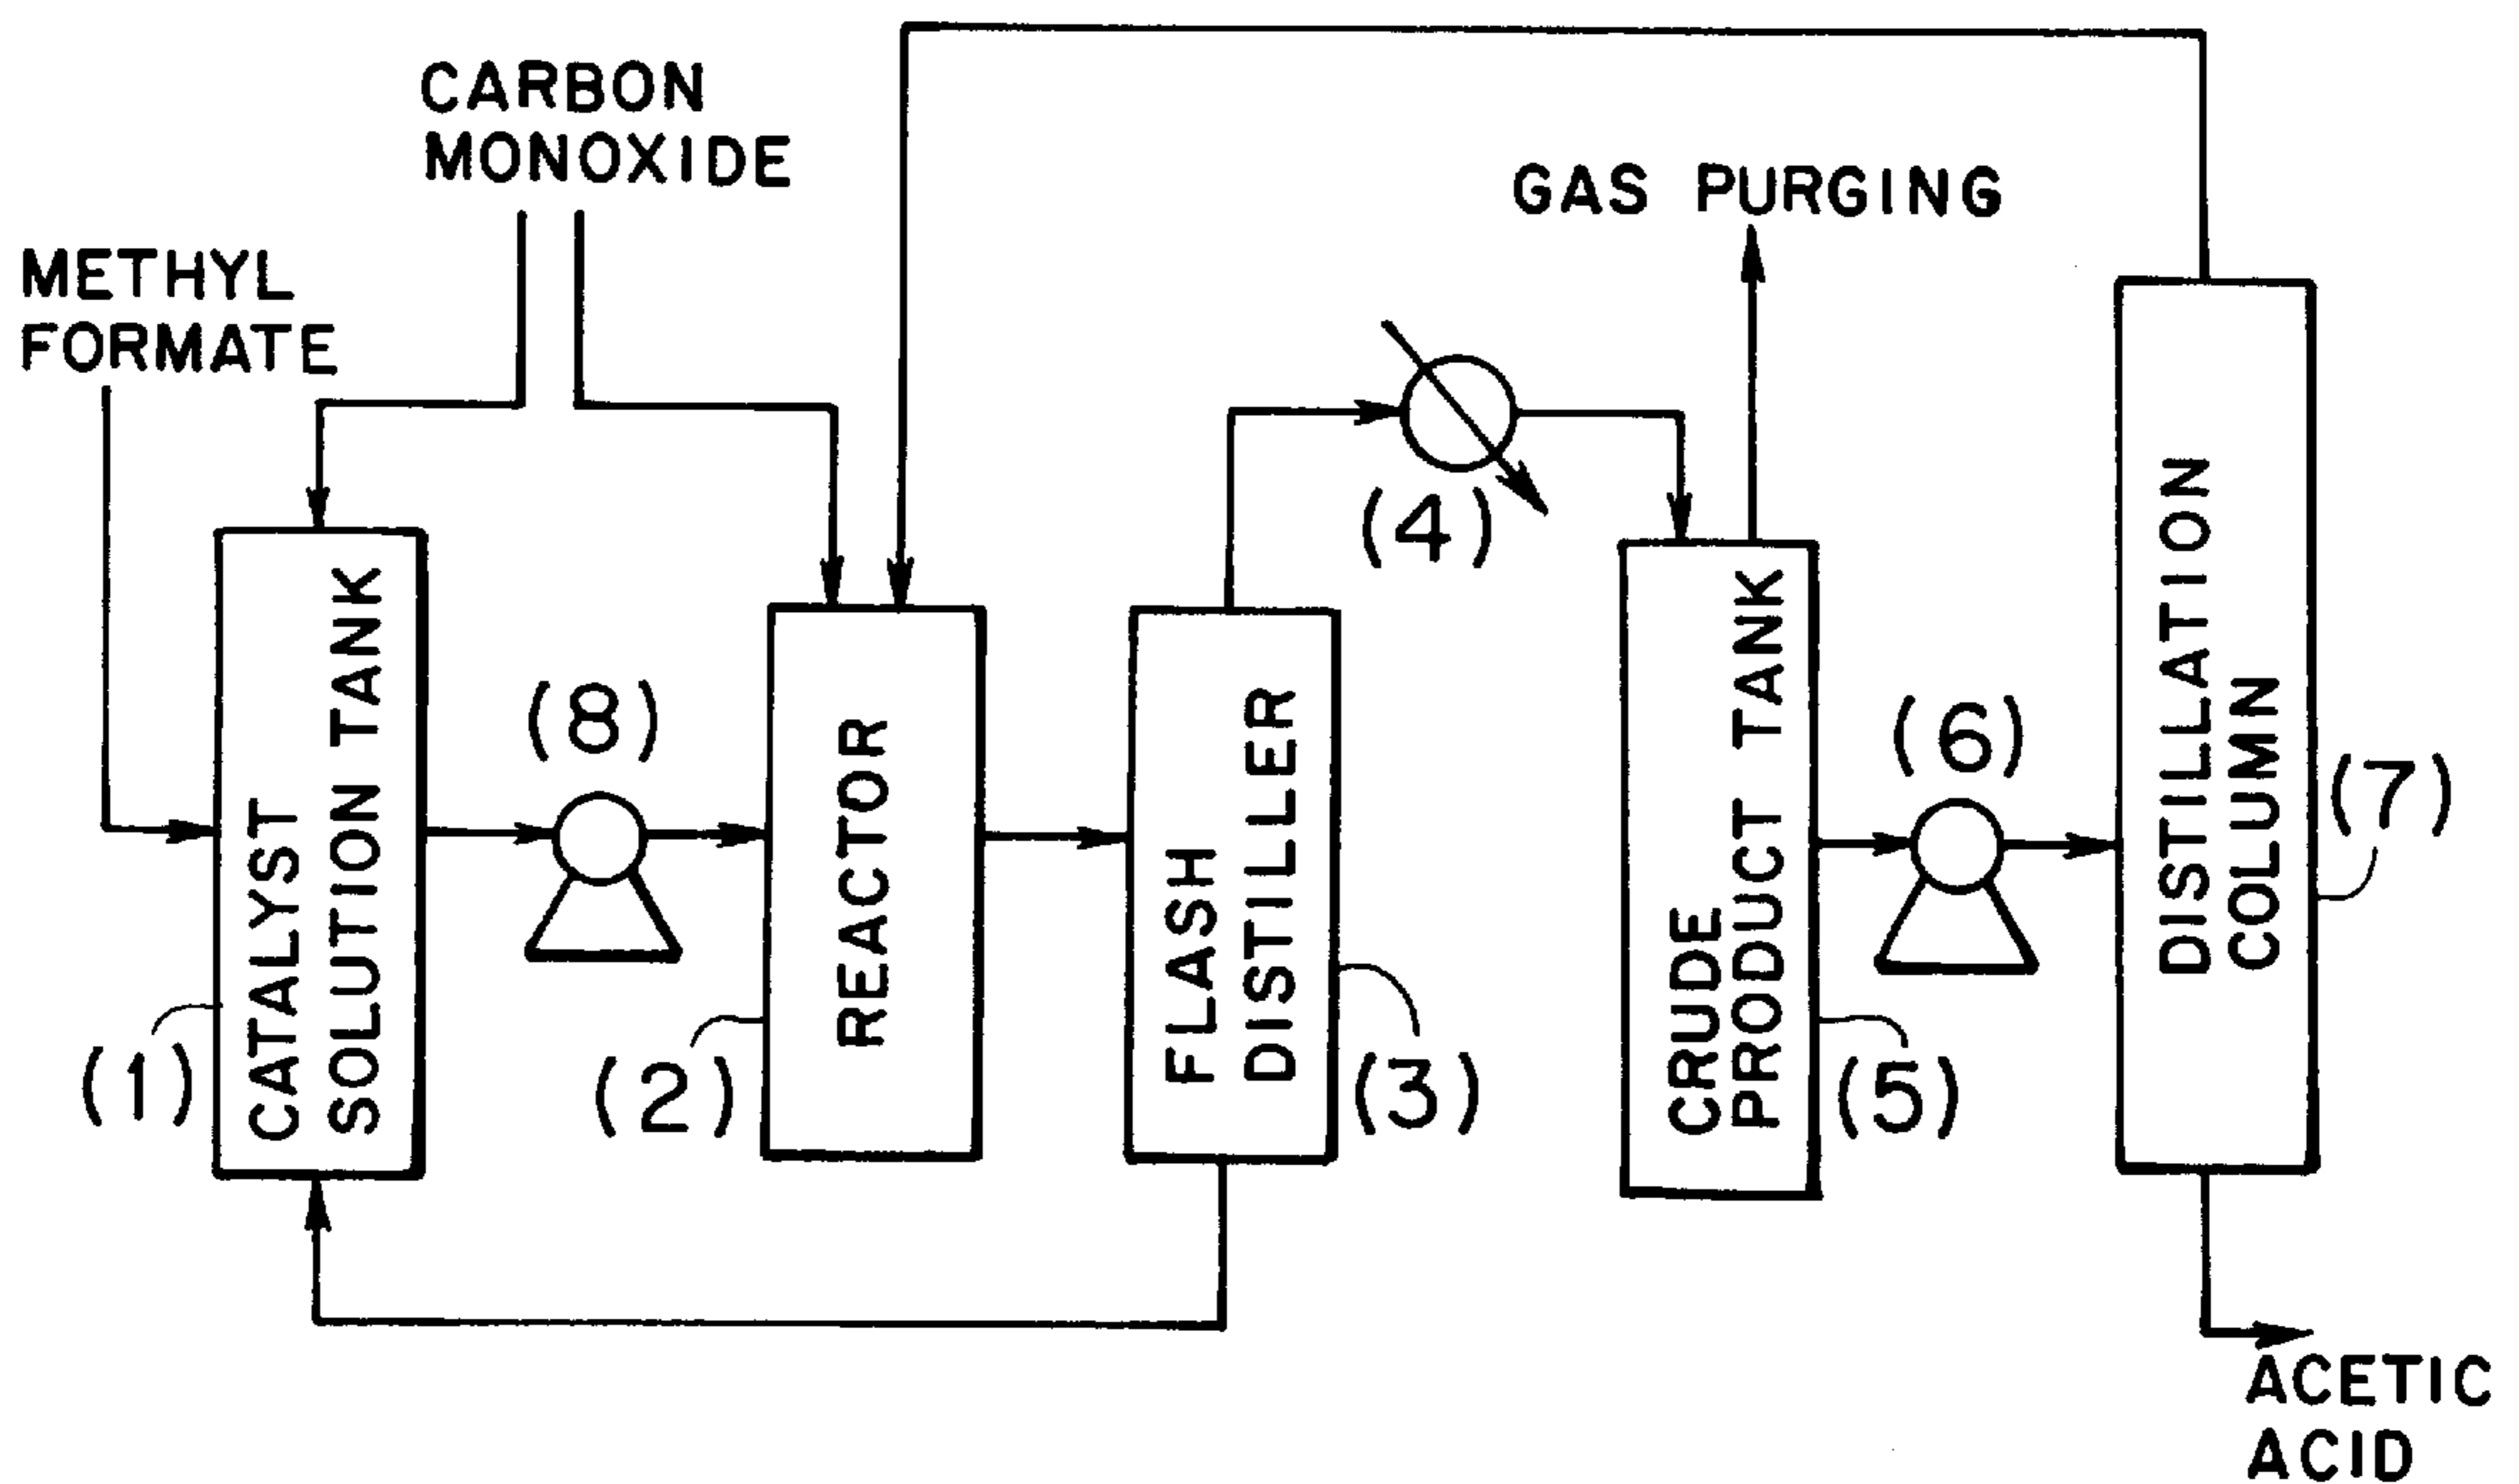 CARBON
MONOXIDE
METHYL
FORMATE
GAS PURGING
(4)
(8)
(6)
(7)
CATALYST
SOLUTION TANK
REACTOR
FLASH
DISTILLER
CRUDE
PRODUCT TANK
DISTILLATION
COLUMN
(1)
(2)
(3)
(5)
ACETIC
ACID